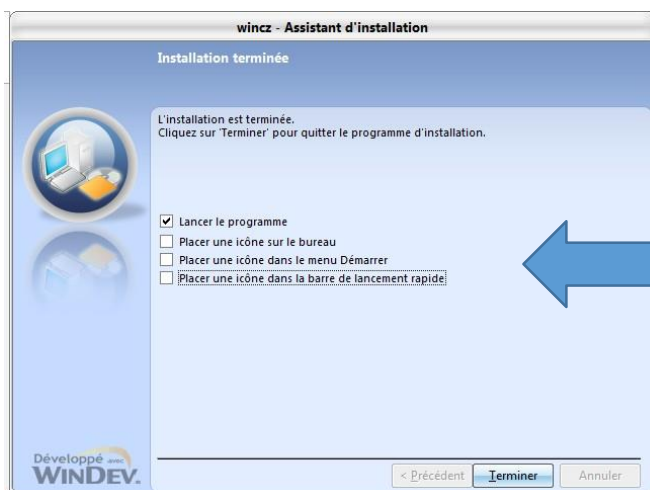 wincz - Assistant d'installation
Installation terminée
L'installation est terminée.
Cliquez sur 'Terminer' pour quitter le programme d'installation.
Lancer le programme
Placer une icône sur le bureau
Placer une icône dans le menu Démarrer
Placer une icône dans la barre de lancement rapide
Développé avec
WINDEV.
< Précédent
Terminer
Annuler